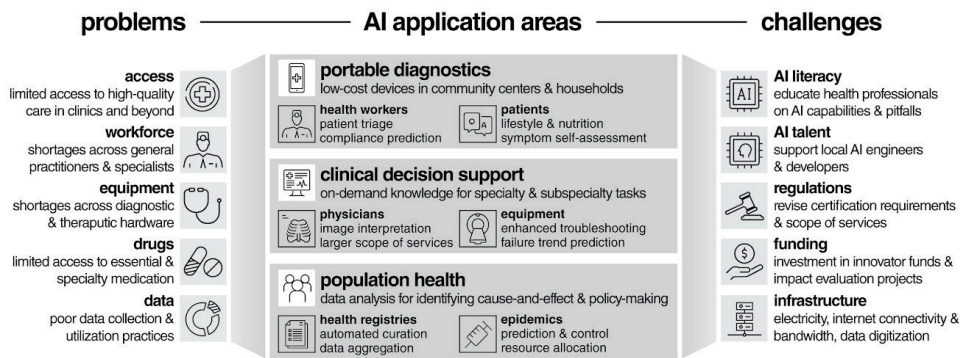 problems
AI application areas
challenges
access
limited access to high-quality
care in clinics and beyond
workforce
shortages across general
practitioners & specialists
equipment
shortages across diagnostic
& theraputic hardware
drugs
limited access to essential &
specialty medication
data
poor data collection &
utilization practices
portable diagnostics
low-cost devices in community centers & households
health workers
patient triage
compliance prediction
Q A
patients
lifestyle & nutrition
symptom self-assessment
clinical decision support
on-demand knowledge for specialty & subspecialty tasks
physicians
image interpretation
larger scope of services
equipment
enhanced troubleshooting
failure trend prediction
population health
data analysis for identifying cause-and-effect & policy-making
health registries
automated curation
data aggregation
epidemics
prediction & control
resource allocation
AI
AI literacy
educate health professionals
on AI capabilities & pitfalls
AI talent
support local AI engineers
& developers
regulations
revise certification requirements
& scope of services
$
funding
investment in innovator funds &
impact evaluation projects
infrastructure
electricity, internet connectivity &
bandwidth, data digitization